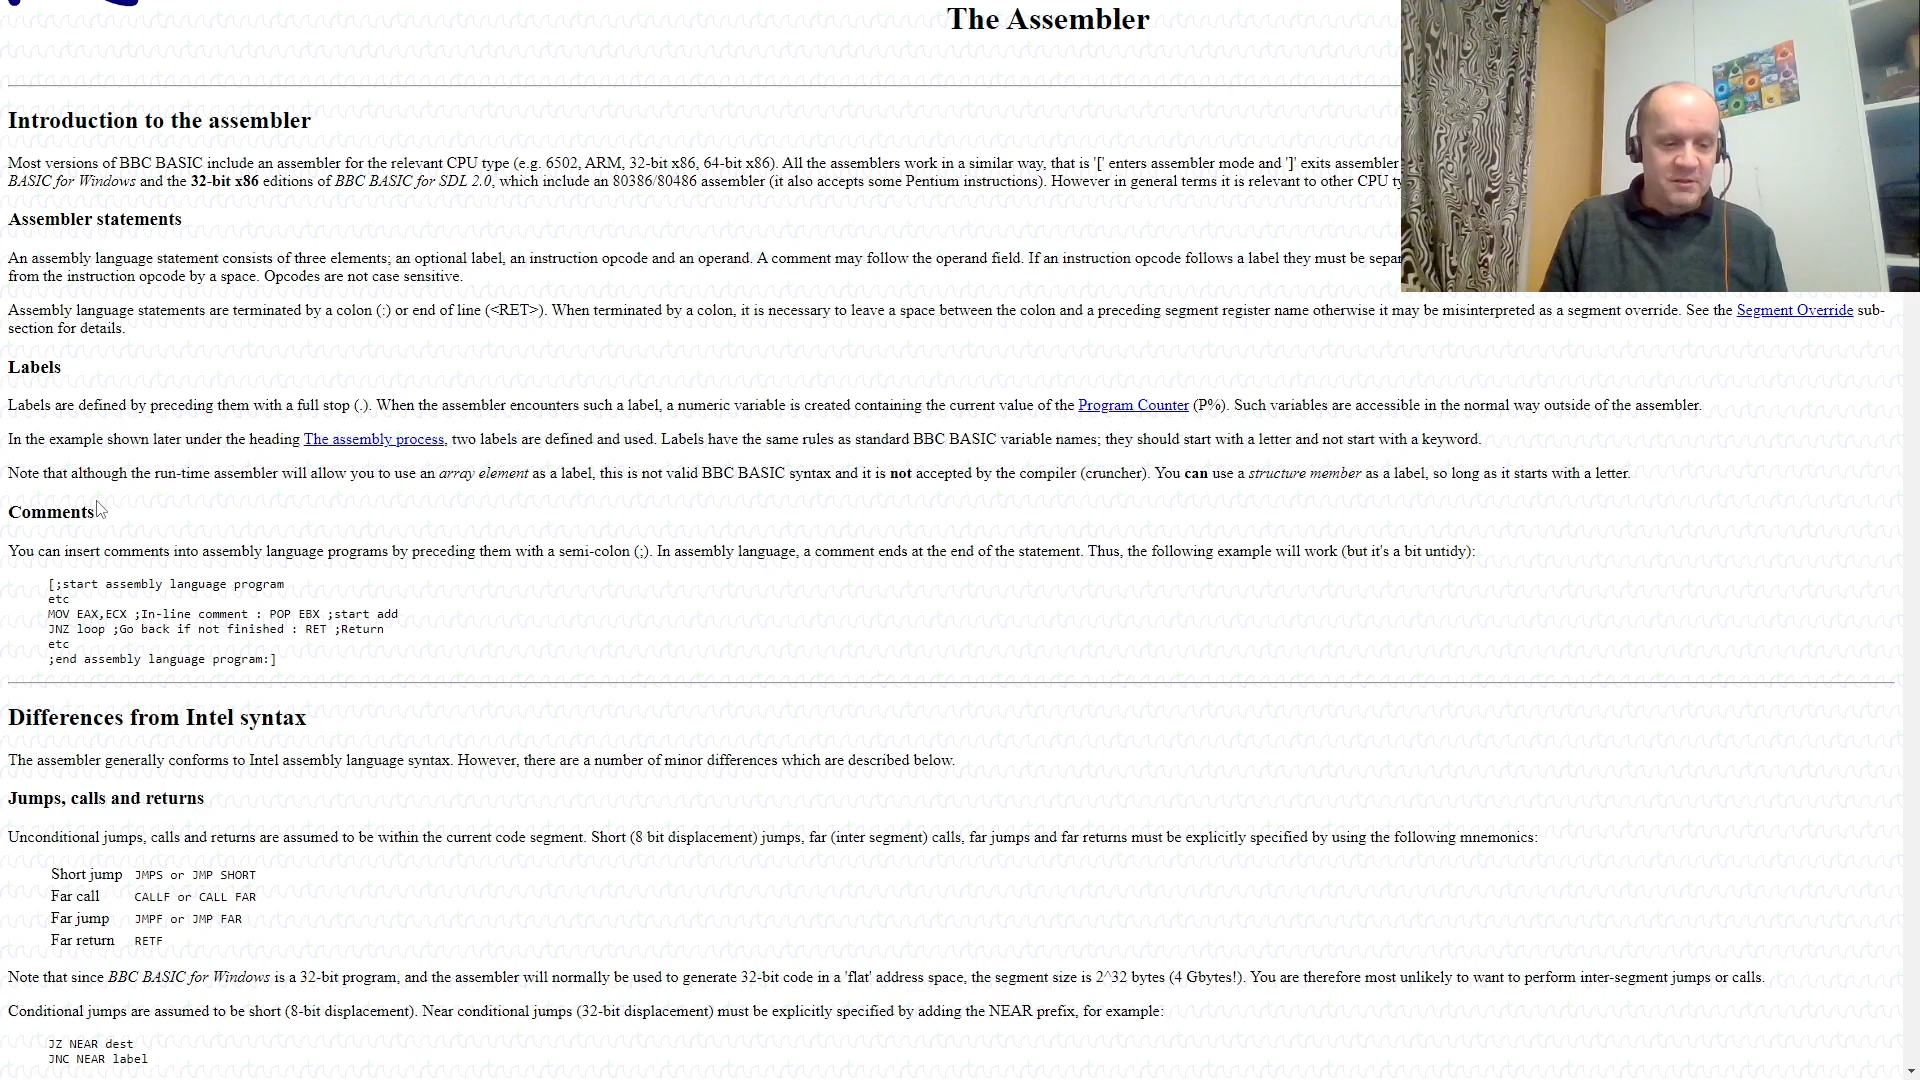 The Assembler
Introduction to the assembler
Most versions of BBC BASIC include an assembler for the relevant CPU type (e.g. 6502, ARM, 32-bit x86, 64-bit x86). All the assemblers work in a similar way, that is '[' enters assembler mode and ']' exits assembler
BASIC for Windows and the 32-bit x86 editions of BBC BASIC for SDL 2.0, which include an 80386/80486 assembler (it also accepts some Pentium instructions). However in general terms it is relevant to other CPU
Assembler statements
An assembly language statement consists of three elements; an optional label, an instruction opcode and an operand. A comment may follow the operand field. If an instruction opcode follows a label they must be
from the instruction opcode by a space. Opcodes are not case sensitive.
Assembly language statements are terminated by a colon (:) or end of line (<RET>). When terminated by a colon, it is necessary to leave a space between the colon and a preceding segment register name otherwise it may be misinterpreted as a segment override. See the Segment Override sub-
section for details.
Labels
Labels are defined by preceding them with a full stop (.). When the assembler encounters such a label, a numeric variable is created containing the current value of the Program Counter (P%). Such variables are accessible in the normal way outside of the assembler.
In the example shown later under the heading The assembly process, two labels are defined and used. Labels have the same rules as standard BBC BASIC variable names; they should start with a letter and not start with a keyword.
Note that although the run-time assembler will allow you to use an array element as a label, this is not valid BBC BASIC syntax and it is not accepted by the compiler (cruncher). You can use a structure member as a label, so long as it starts with a letter.
Comments
You can insert comments into assembly language programs by preceding them with a semi-colon (;). In assembly language, a comment ends at the end of the statement. Thus, the following example will work (but it's a bit untidy):
[;start assembly language program
etc
MOV EAX,ECX ;In-line comment : POP EBX ;start add
JNZ loop ;Go back if not finished : RET ;Return
etc
;end assembly language program:]
Differences from Intel syntax
The assembler generally conforms to Intel assembly language syntax. However, there are a number of minor differences which are described below.
Jumps, calls and returns
Unconditional jumps, calls and returns are assumed to be within the current code segment. Short (8 bit displacement) jumps, far (inter segment) calls, far jumps and far returns must be explicitly specified by using the following mnemonics:
Short jump JMPS or JMP SHORT
Far call CALLF or CALL FAR
Far jump JMPF or JMP FAR
Far return RETF
Note that since BBC BASIC for Windows is a 32-bit program, and the assembler will normally be used to generate 32-bit code in a 'flat' address space, the segment size is 2^32 bytes (4 Gbytes!). You are therefore most unlikely to want to perform inter-segment jumps or calls.
Conditional jumps are assumed to be short (8-bit displacement). Near conditional jumps (32-bit displacement) must be explicitly specified by adding the NEAR prefix, for example:
JZ NEAR dest
JNC NEAR label